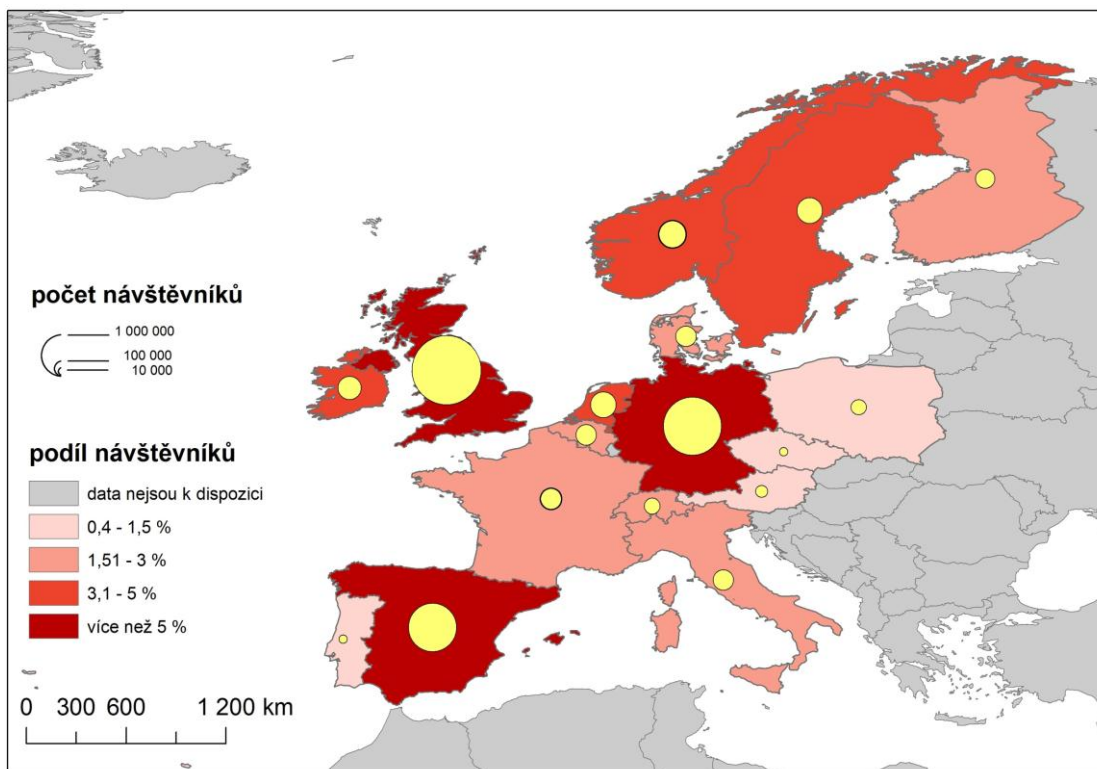 počet návštěvníků
1 000 000
100 000
10 000
podíl návštěvníků
data nejsou k dispozici
0,4 - 1,5 %
1,51 - 3 %
3,1 - 5 %
více než 5 %
0 300 600 1 200 km